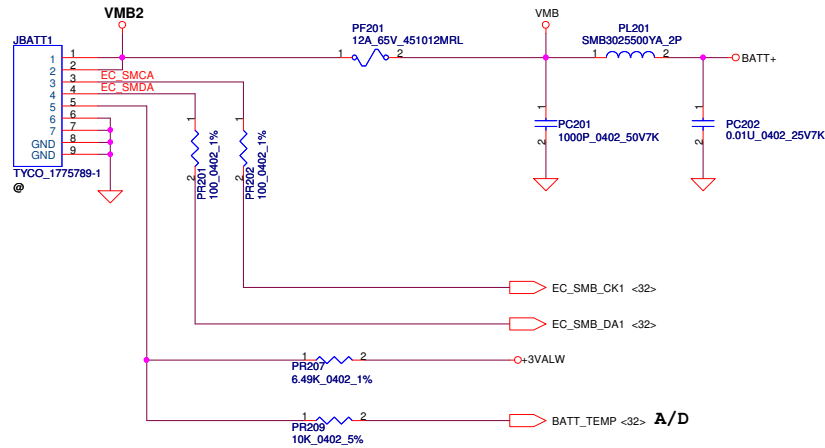 VMB2
VMB
JBATT1
PF201
12A_65V_451012MRL
PL201
SMB3025500YA_2P
1
2
3
4
5
6
7
GND
GND
1
2
3
4
5
6
7
8
9
EC_SMCA
EC_SMDA
1 2
1 2
BATT+
TYCO_1775789-1
@
1
2
PR201
100_0402_1%
1
2
PR202
100_0402_1%
1
2
PC201
1000P_0402_50V7K
1
2
PC202
0.01U_0402_25V7K
EC_SMB_CK1 <32>
EC_SMB_DA1 <32>
1 2
PR207
6.49K_0402_1%
+3VALW
1 2
PR209
10K_0402_5%
BATT_TEMP <32> A/D